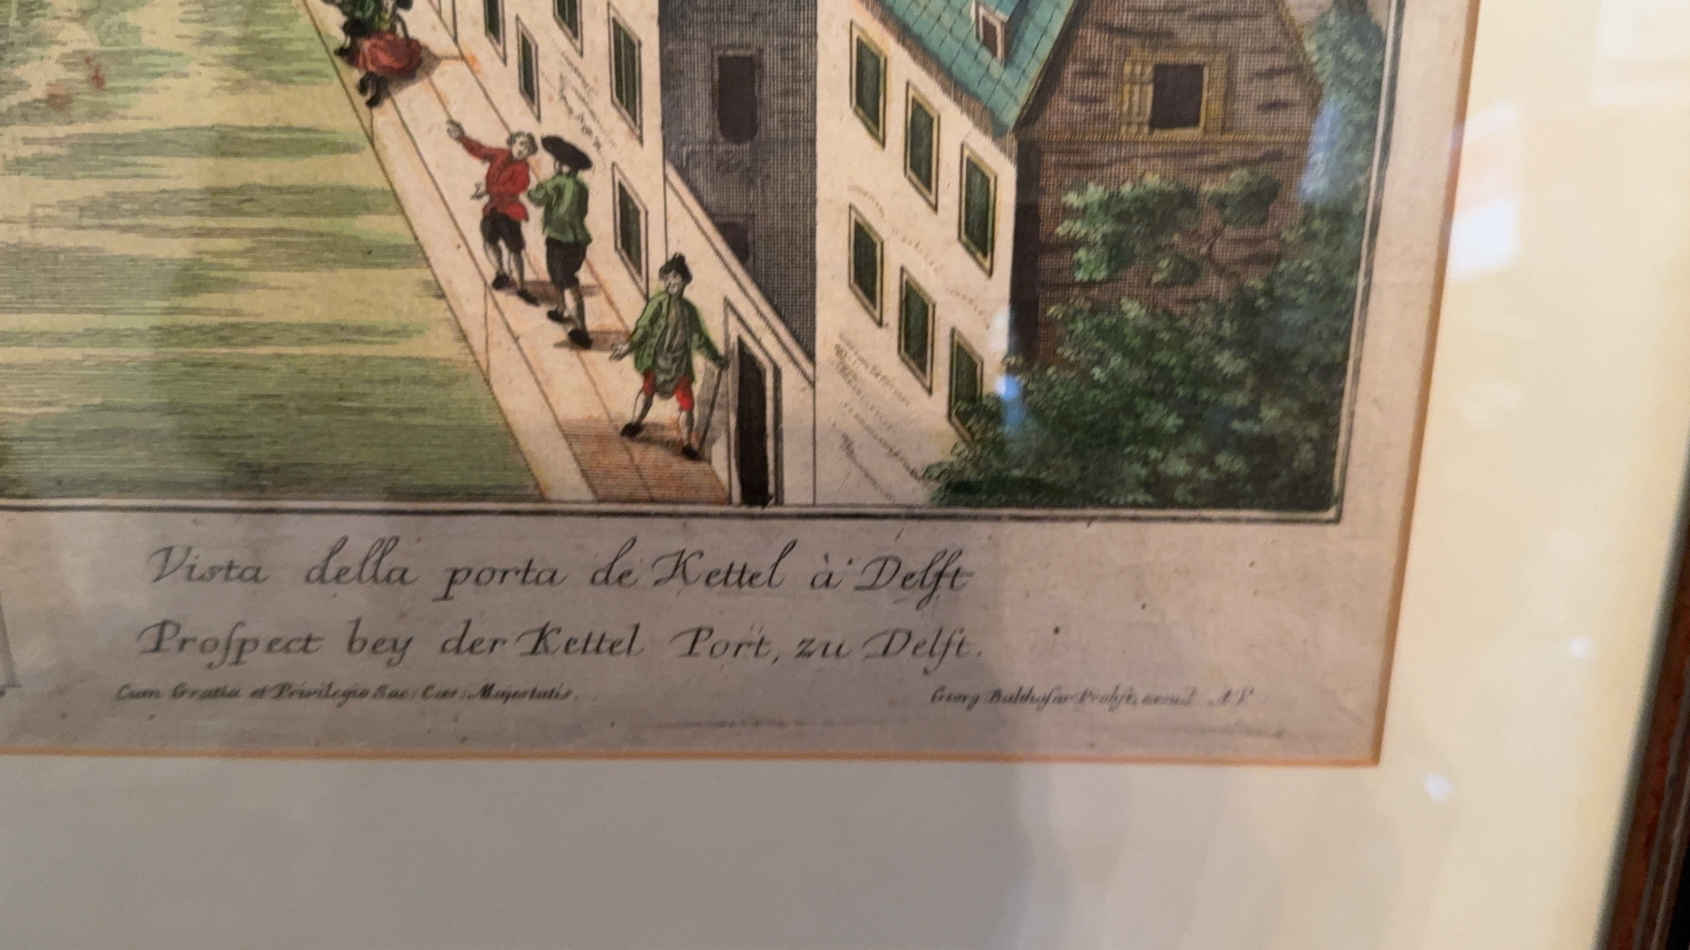 Vista della porta de Kettel à Delft
Proſpect bey der Kettel Port, zu Delſt.
Cum Gratia et Privilegio Sac: Caes: Majestatis.
Georg Balthaſar Probſt, excud. A.V.